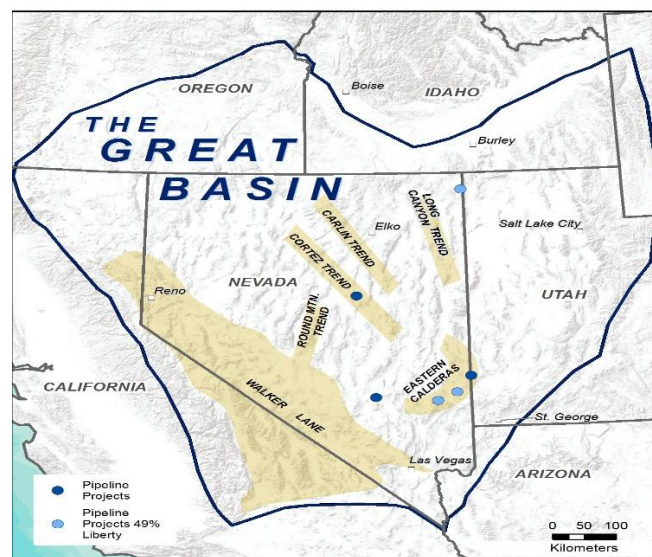 OREGON
IDAHO
Boise
THE
GREAT
BASIN
Burley
LONG
CANYON TREND
CARLIN TREND
Elko
Salt Lake City
CORTEZ TREND
NEVADA
UTAH
Reno
ROUND MTN.
TREND
EASTERN
CALDERAS
CALIFORNIA
WALKER LANE
St. George
Las Vegas
ARIZONA
Pipeline
Projects
Pipeline
Projects 49%
Liberty
0 50 100
Kilometers